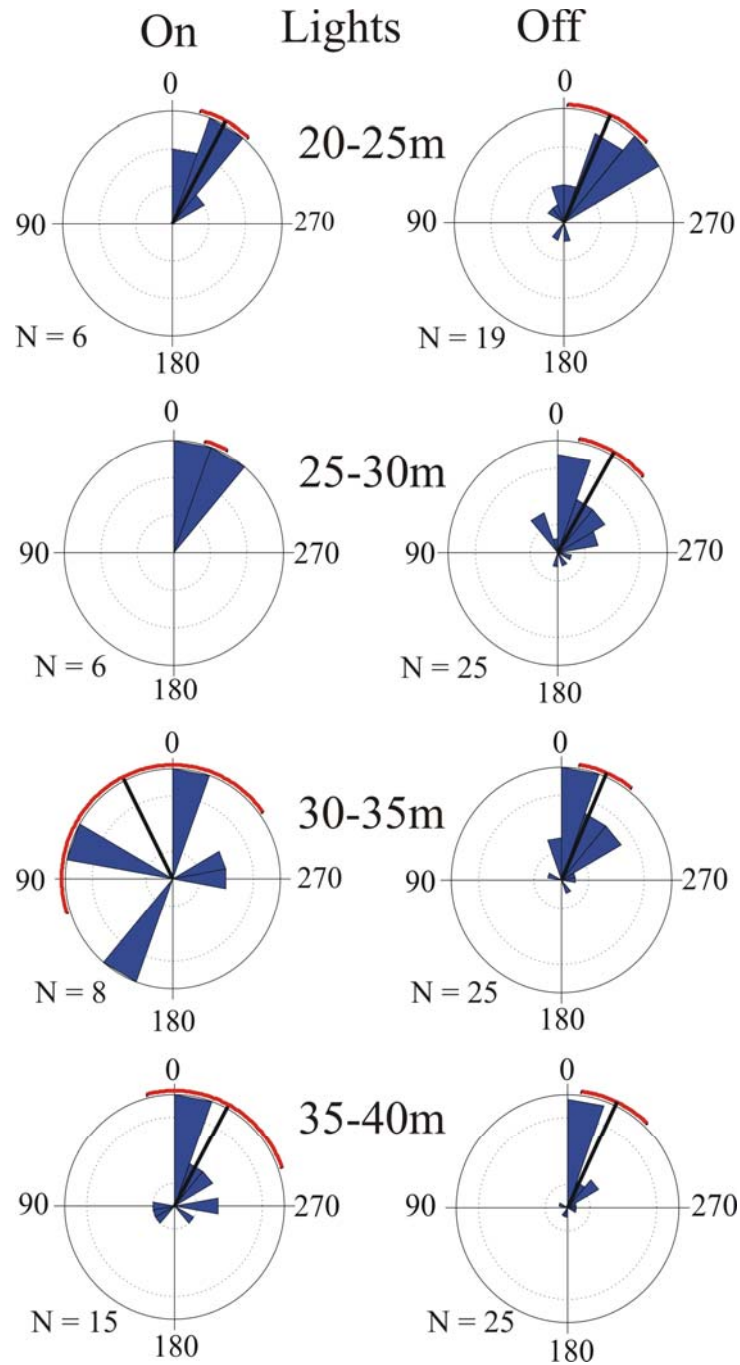 On Lights Off
0 0
20-25m
90 270 90 270
N = 6 N = 19
180 180
0 0
25-30m
90 270 90 270
N = 6 N = 25
180 180
0 0
30-35m
90 270 90 270
N = 8 N = 25
180 180
0 0
35-40m
90 270 90 270
N = 15 N = 25
180 180